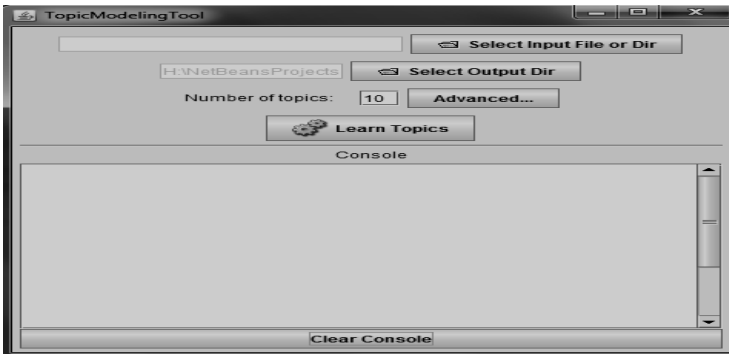 TopicModelingTool
Select Input File or Dir
H:\NetBeansProjects Select Output Dir
Number of topics: 10 Advanced...
Learn Topics
Console
Clear Console